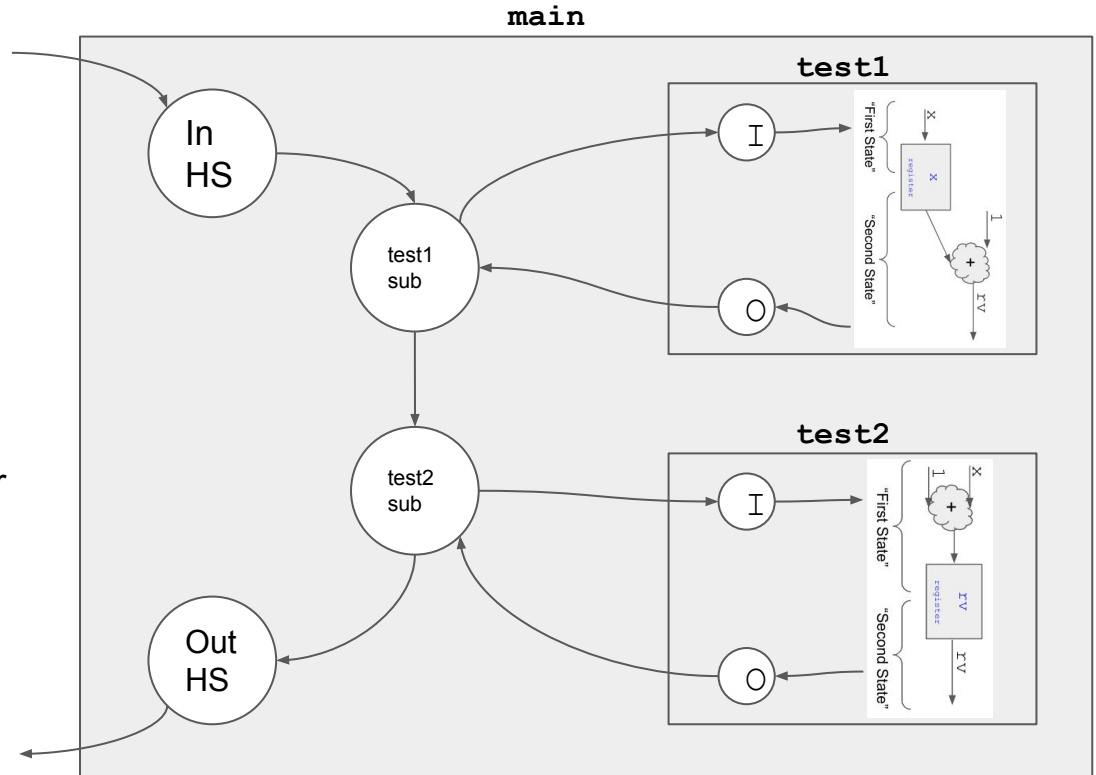 main
test1
In
HS
I
"First State"
X
X
register
test1
sub
"Second State"
1
+
O
rv
test2
r
test2
sub
I
"First State"
1
X
+
rv
register
"Second State"
Out
HS
O
rv